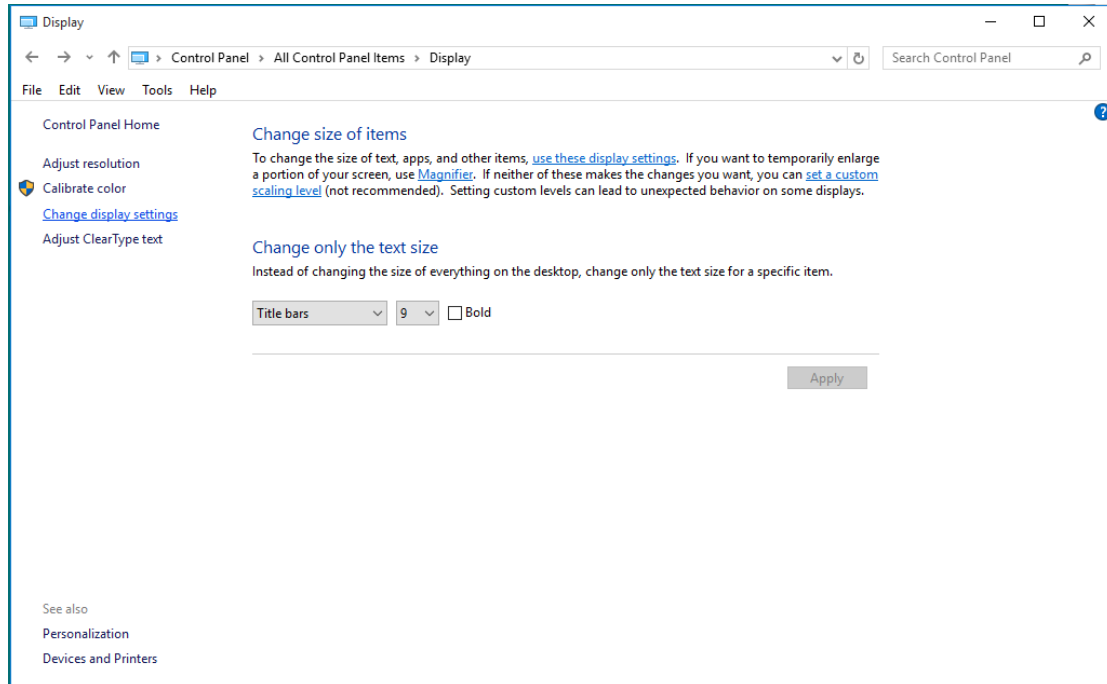 Display
Control Panel > All Control Panel Items > Display
Search Control Panel
File Edit View Tools Help
?
Control Panel Home
Adjust resolution
Calibrate color
Change display settings
Adjust ClearType text
Change size of items
To change the size of text, apps, and other items, use these display settings. If you want to temporarily enlarge
a portion of your screen, use Magnifier. If neither of these makes the changes you want, you can set a custom
scaling level (not recommended). Setting custom levels can lead to unexpected behavior on some displays.
Change only the text size
Instead of changing the size of everything on the desktop, change only the text size for a specific item.
Title bars 9 Bold
Apply
See also
Personalization
Devices and Printers